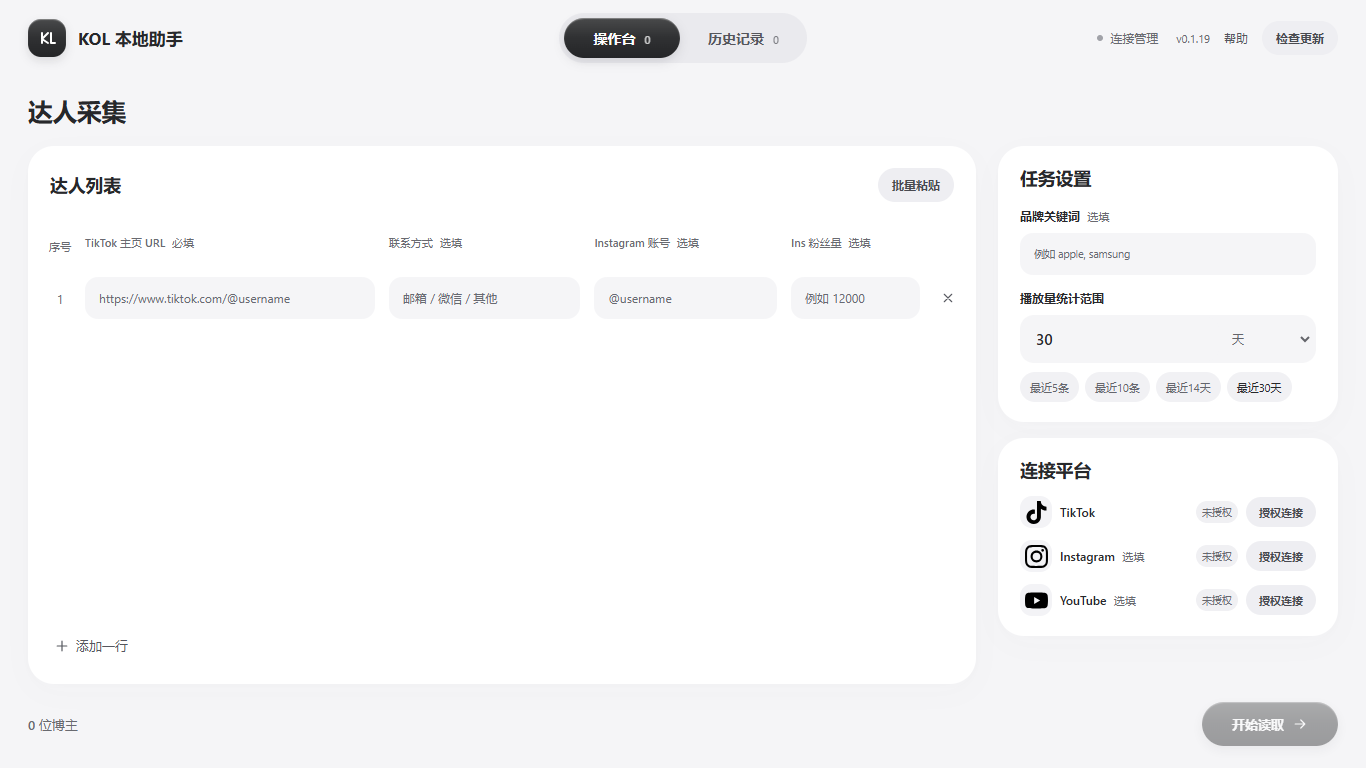 KL KOL 本地助手 操作台 0 历史记录 0 连接管理 v0.1.19 帮助 检查更新
达人采集
达人列表 批量粘贴
序号 TikTok 主页 URL 必填 联系方式 选填 Instagram 账号 选填 Ins 粉丝量 选填
1 https://www.tiktok.com/@username 邮箱 / 微信 / 其他 @username 例如 12000
添加一行
任务设置
品牌关键词 选填
例如 apple, samsung
播放量统计范围
30 天
最近5条 最近10条 最近14天 最近30天
连接平台
TikTok 未授权 授权连接
Instagram 选填 未授权 授权连接
YouTube 选填 未授权 授权连接
0 位博主 开始读取